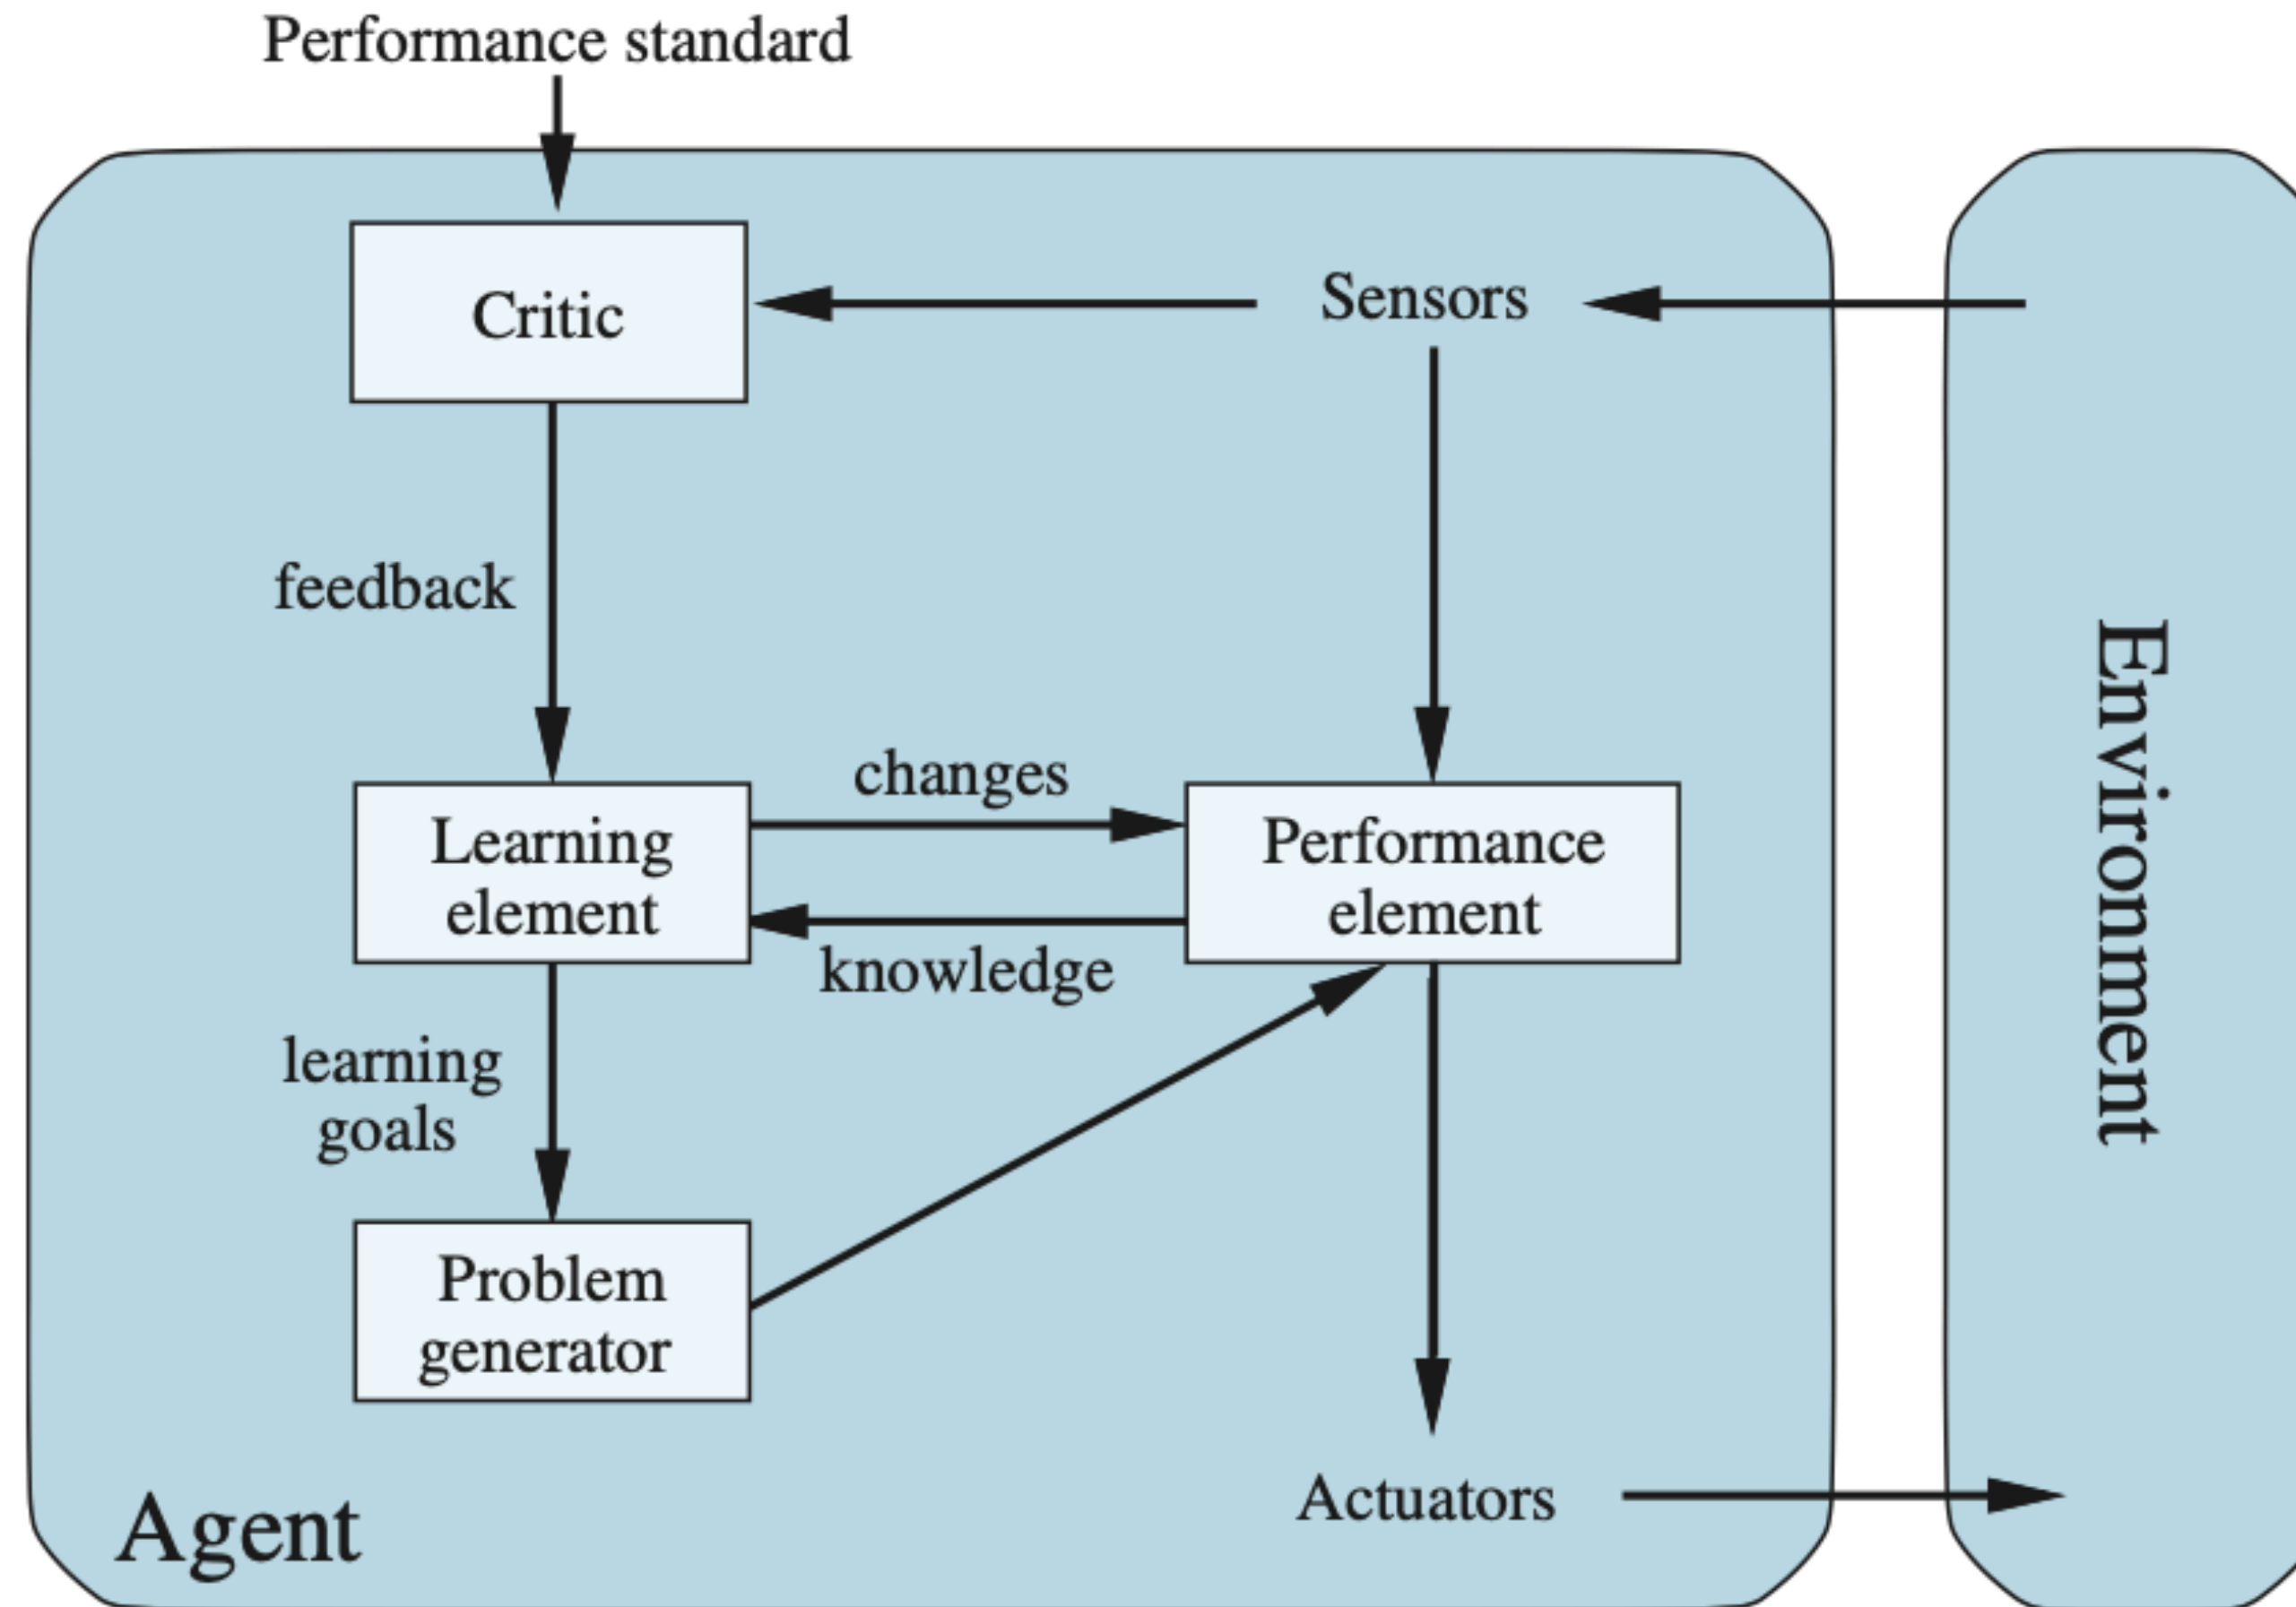 Performance standard
Critic
Sensors
feedback
changes
Learning
element
Performance
element
knowledge
learning
goals
Problem
generator
Actuators
Agent
Environment